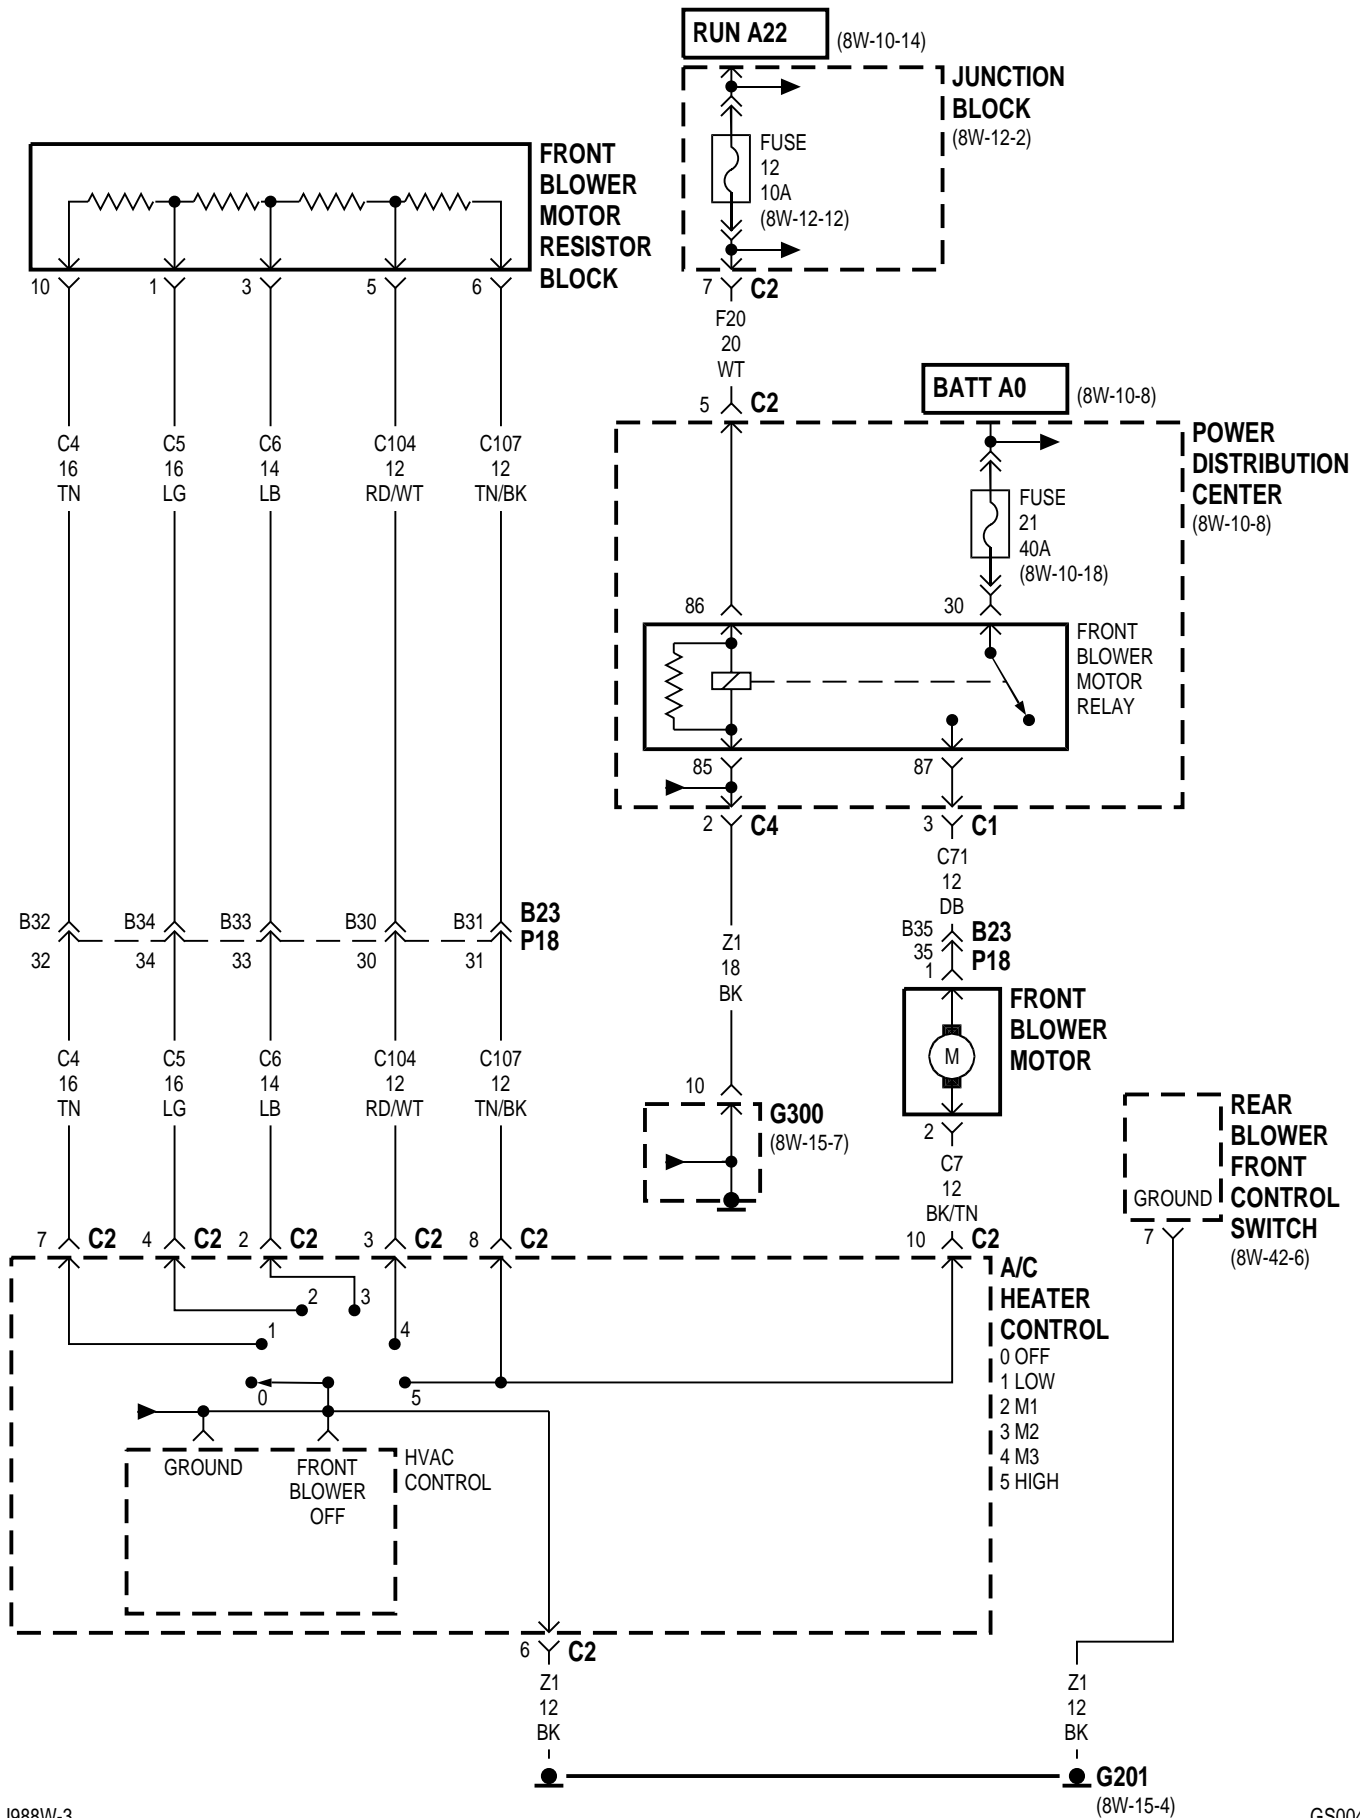 RUN A22
(8W-10-14)
JUNCTION
BLOCK
(8W-12-2)
FUSE
12
10A
(8W-12-12)
7 C2
F20
20
WT
5 C2
FRONT
BLOWER
MOTOR
RESISTOR
BLOCK
10 1 3 5 6
C4 C5 C6 C104 C107
16 16 14 12 12
TN LG LB RD/WT TN/BK
BATT A0
(8W-10-8)
POWER
DISTRIBUTION
CENTER
(8W-10-8)
FUSE
21
40A
(8W-10-18)
86 30
FRONT
BLOWER
MOTOR
RELAY
85 87
2 C4 3 C1
C71
12
DB
B35 B23
35 P18
1
Z1
18
BK
B32 B34 B33 B30 B31 B23
P18
32 34 33 30 31
C4 C5 C6 C104 C107
16 16 14 12 12
TN LG LB RD/WT TN/BK
FRONT
BLOWER
MOTOR
M
10
G300
(8W-15-7)
2
C7
12
BK/TN
REAR
BLOWER
FRONT
CONTROL
SWITCH
(8W-42-6)
GROUND
7
7 C2 4 C2 2 C2 3 C2 8 C2 10 C2
A/C
HEATER
CONTROL
0 OFF
1 LOW
2 M1
3 M2
4 M3
5 HIGH
2 3
1 4
0 5
GROUND
FRONT
BLOWER
OFF
HVAC
CONTROL
6 C2
Z1
12
BK
Z1
12
BK
G201
(8W-15-4)
J988W-3